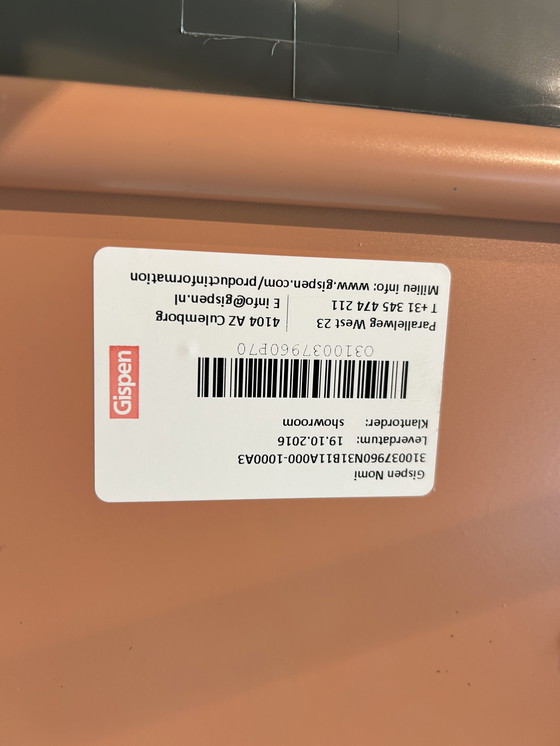 Gispen Nomi
310037960N31B11A000-1000A3
Leverdatum: 19.10.2016
Klantorder: showroom
0310037960P70
Parallelweg West 23
4104 AZ Culemborg
T +31 345 474 211
E info@gispen.nl
Milieu info: www.gispen.com/productinformation
Gispen